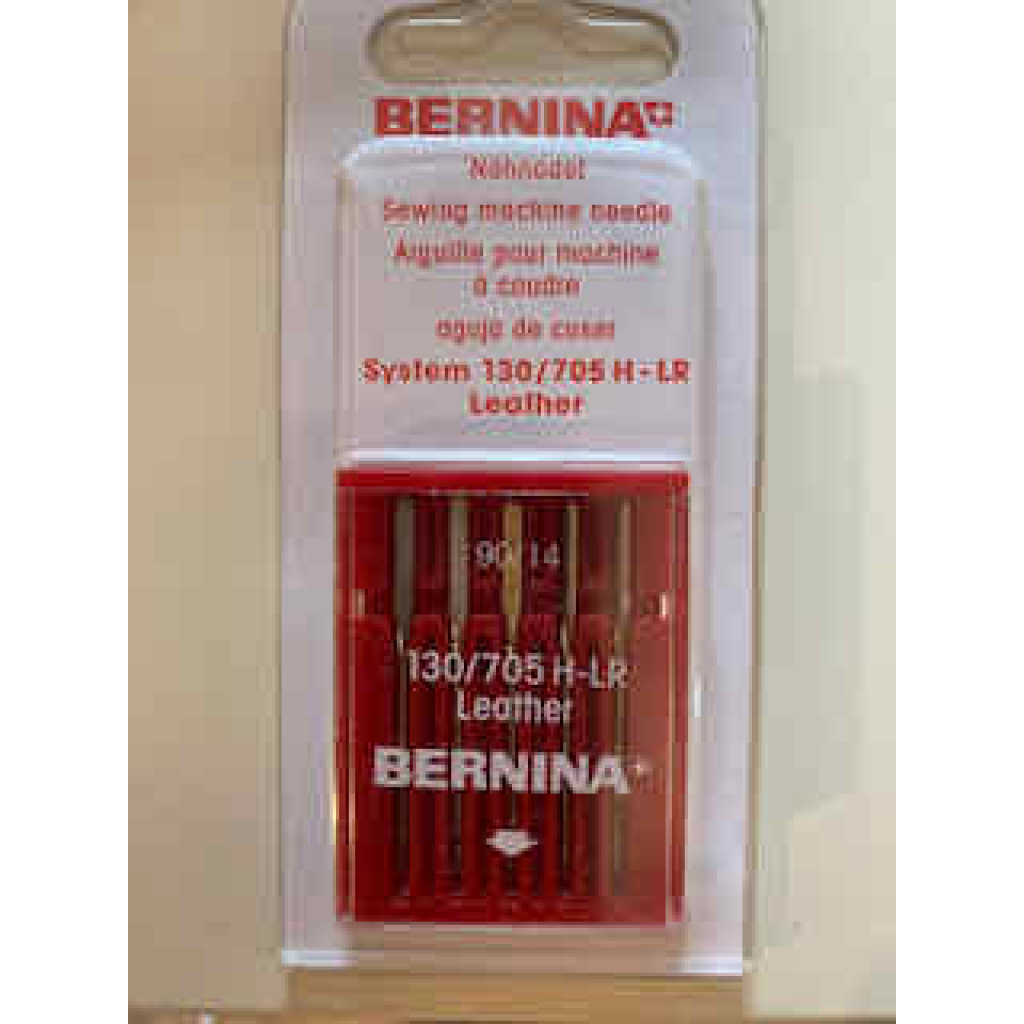 BERNINA+
Nähnadel
Sewing machine needle
Aiguille pour machine
à coudre
aguja de coser
System 130/705 H-LR
Leather
90/14
130/705 H-LR
Leather
BERNINA+